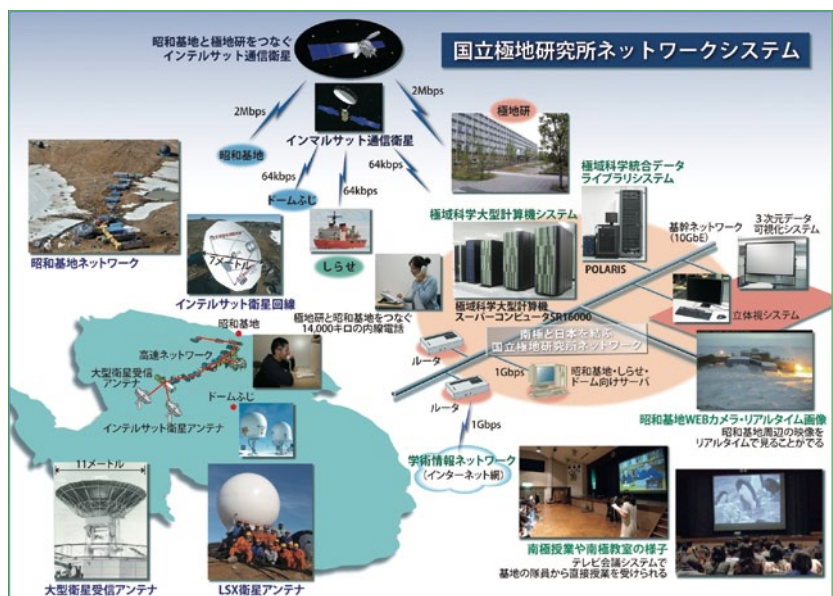 国立極地研究所ネットワークシステム
昭和基地と極地研をつなぐ
インテルサット通信衛星
2Mbps
2Mbps
インマルサット通信衛星
昭和基地
64kbps
64kbps
64kbps
ドームふじ
しらせ
極地研
極域科学統合データ
ライブラリシステム
極域科学大型計算機システム
POLARIS
基幹ネットワーク
(10GbE)
3次元データ
可視化システム
昭和基地ネットワーク
7メートル
インテルサット衛星回線
極地研と昭和基地をつなぐ
14,000キロの内線電話
極域科学大型計算機
スーパーコンピュータSR16000
立体視システム
南極と日本を結ぶ
国立極地研究所ネットワーク
ルータ
ルータ
1Gbps
昭和基地・しらせ・
ドーム向けサーバ
1Gbps
学術情報ネットワーク
(インターネット網)
昭和基地WEBカメラ・リアルタイム画像
昭和基地周辺の映像を
リアルタイムで見ることがでる
昭和基地
高速ネットワーク
大型衛星受信
アンテナ
ドームふじ
インテルサット衛星アンテナ
11メートル
大型衛星受信アンテナ
LSX衛星アンテナ
南極授業や南極教室の様子
テレビ会議システムで
基地の隊員から直接授業を受けられる